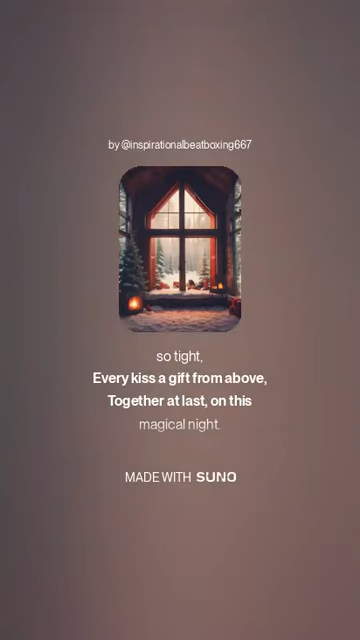 by @inspirationalbeatboxing667
so tight,
Every kiss a gift from above,
Together at last, on this
magical night.
MADE WITH SUNO